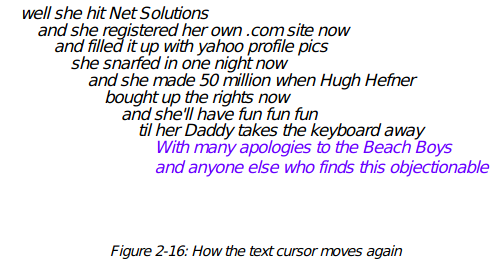 well she hit Net Solutions
and she registered her own .com site now
and filled it up with yahoo profile pics
she snarfed in one night now
and she made 50 million when Hugh Hefner
bought up the rights now
and she'll have fun fun fun
til her Daddy takes the keyboard away
With many apologies to the Beach Boys
and anyone else who finds this objectionable
Figure 2-16: How the text cursor moves again